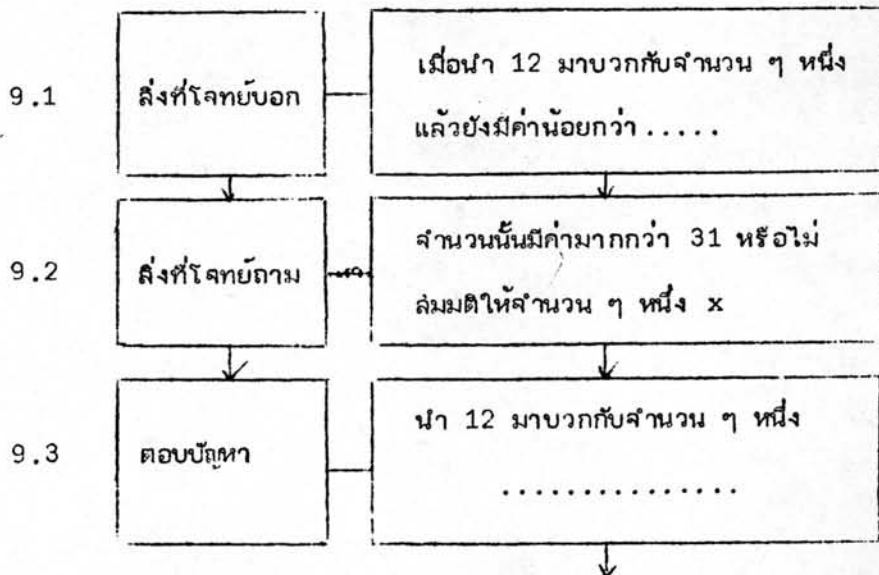 9.1 สิ่งที่โจทย์บอก เมื่อนำ 12 มาบวกกับจำนวน ๆ หนึ่ง
แล้วยังมีค่าน้อยกว่า .....
9.2 สิ่งที่โจทย์ถาม จำนวนนั้นมีค่ามากกว่า 31 หรือไม่
สมมติให้จำนวน ๆ หนึ่ง x
9.3 ตอบปัญหา นำ 12 มาบวกกับจำนวน ๆ หนึ่ง
...............